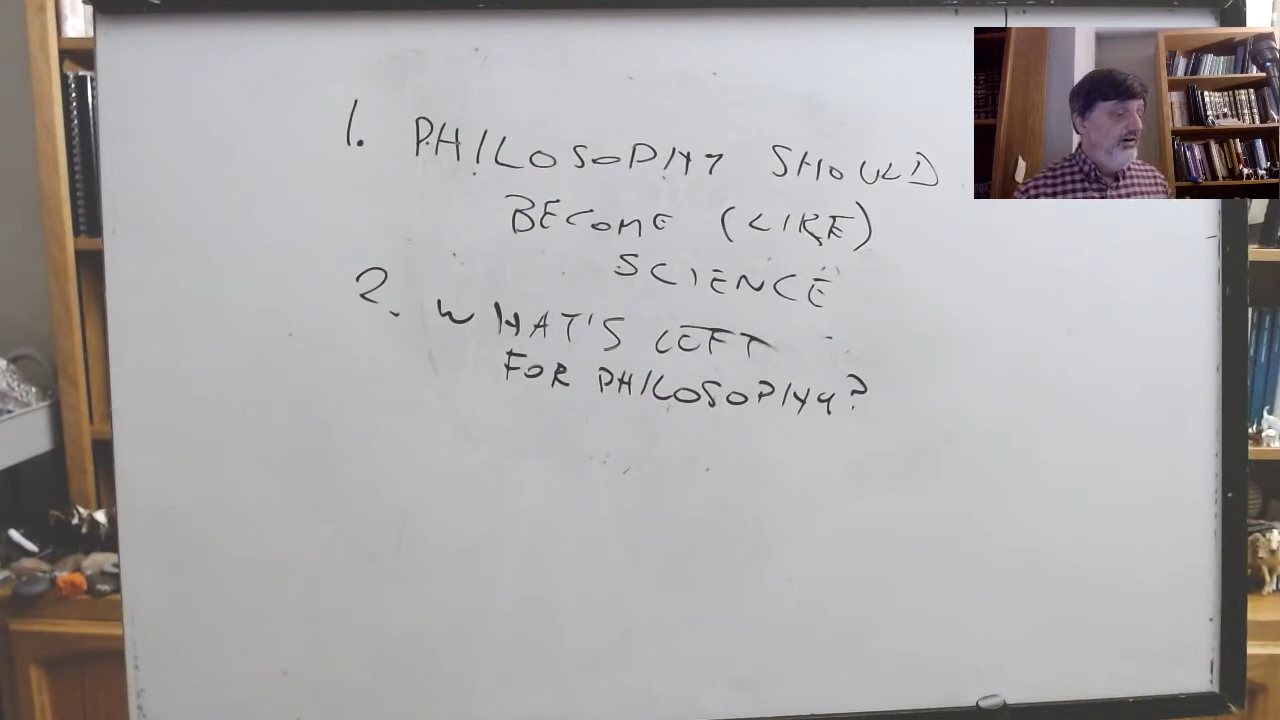 1. PHILOSOPHY SHOULD
BECOME (LIKE)
SCIENCE
2. WHAT'S LEFT
FOR PHILOSOPHY?